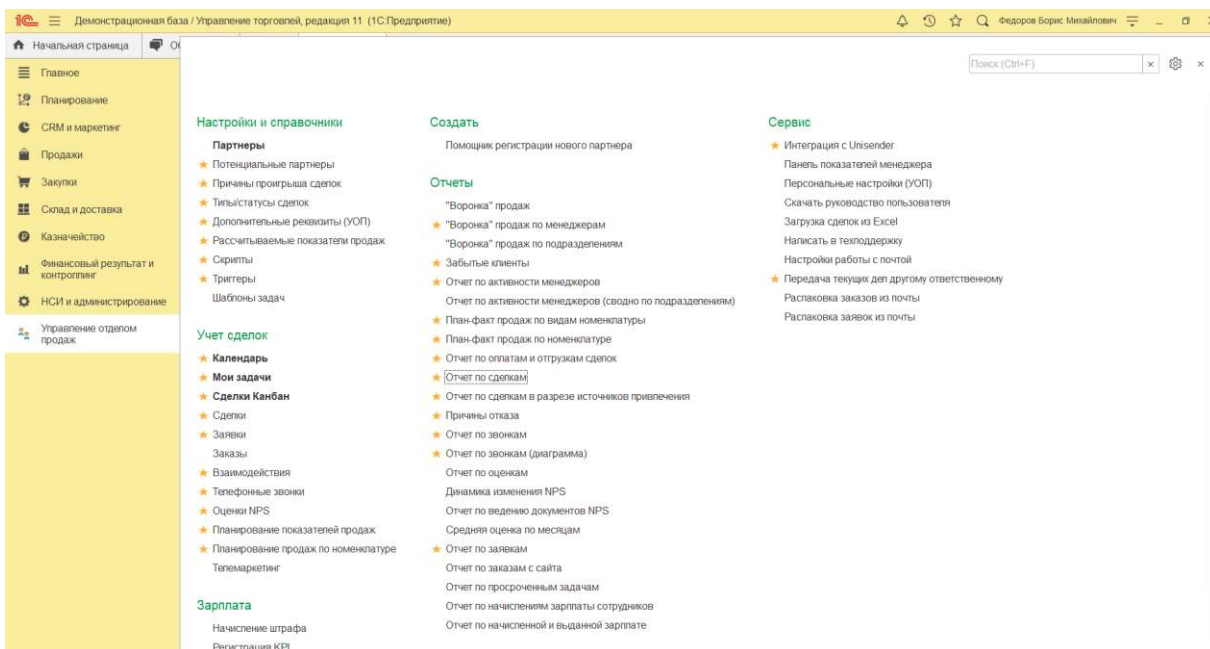 1С Демонстрационная база / Управление торговлей, редакция 11 (1С:Предприятие)
Федоров Борис Михайлович
Начальная страница
Поиск (Ctrl+F)
Главное
Планирование
CRM и маркетинг
Продажи
Закупки
Склад и доставка
Казначейство
Финансовый результат и
контроллинг
НСИ и администрирование
Управление отделом
продаж
Настройки и справочники
Партнеры
Потенциальные партнеры
Причины проигрыша сделок
Типы/статусы сделок
Дополнительные реквизиты (УОП)
Рассчитываемые показатели продаж
Скрипты
Триггеры
Шаблоны задач
Учет сделок
Календарь
Мои задачи
Сделки Канбан
Сделки
Заявки
Заказы
Взаимодействия
Телефонные звонки
Оценки NPS
Планирование показателей продаж
Планирование продаж по номенклатуре
Телемаркетинг
Зарплата
Начисление штрафа
Регистрация KPI
Создать
Помощник регистрации нового партнера
Отчеты
"Воронка" продаж
"Воронка" продаж по менеджерам
"Воронка" продаж по подразделениям
Забытые клиенты
Отчет по активности менеджеров
Отчет по активности менеджеров (сводно по подразделениям)
План-факт продаж по видам номенклатуры
План-факт продаж по номенклатуре
Отчет по оплатам и отгрузкам сделок
Отчет по сделкам
Отчет по сделкам в разрезе источников привлечения
Причины отказа
Отчет по звонкам
Отчет по звонкам (диаграмма)
Отчет по оценкам
Динамика изменения NPS
Отчет по ведению документов NPS
Средняя оценка по месяцам
Отчет по заявкам
Отчет по заказам с сайта
Отчет по просроченным задачам
Отчет по начислениям зарплаты сотрудников
Отчет по начисленной и выданной зарплате
Сервис
Интеграция с Unisender
Панель показателей менеджера
Персональные настройки (УОП)
Скачать руководство пользователя
Загрузка сделок из Excel
Написать в техподдержку
Настройки работы с почтой
Передача текущих дел другому ответственному
Распаковка заказов из почты
Распаковка заявок из почты